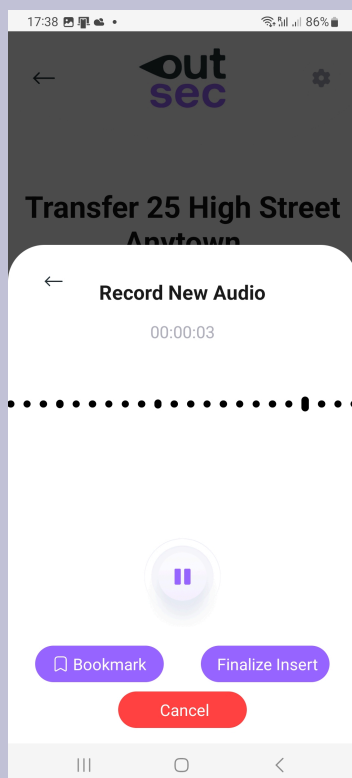 17:38 86%
out
sec
Transfer 25 High Street
Anytown
Record New Audio
00:00:03
Bookmark
Finalize Insert
Cancel